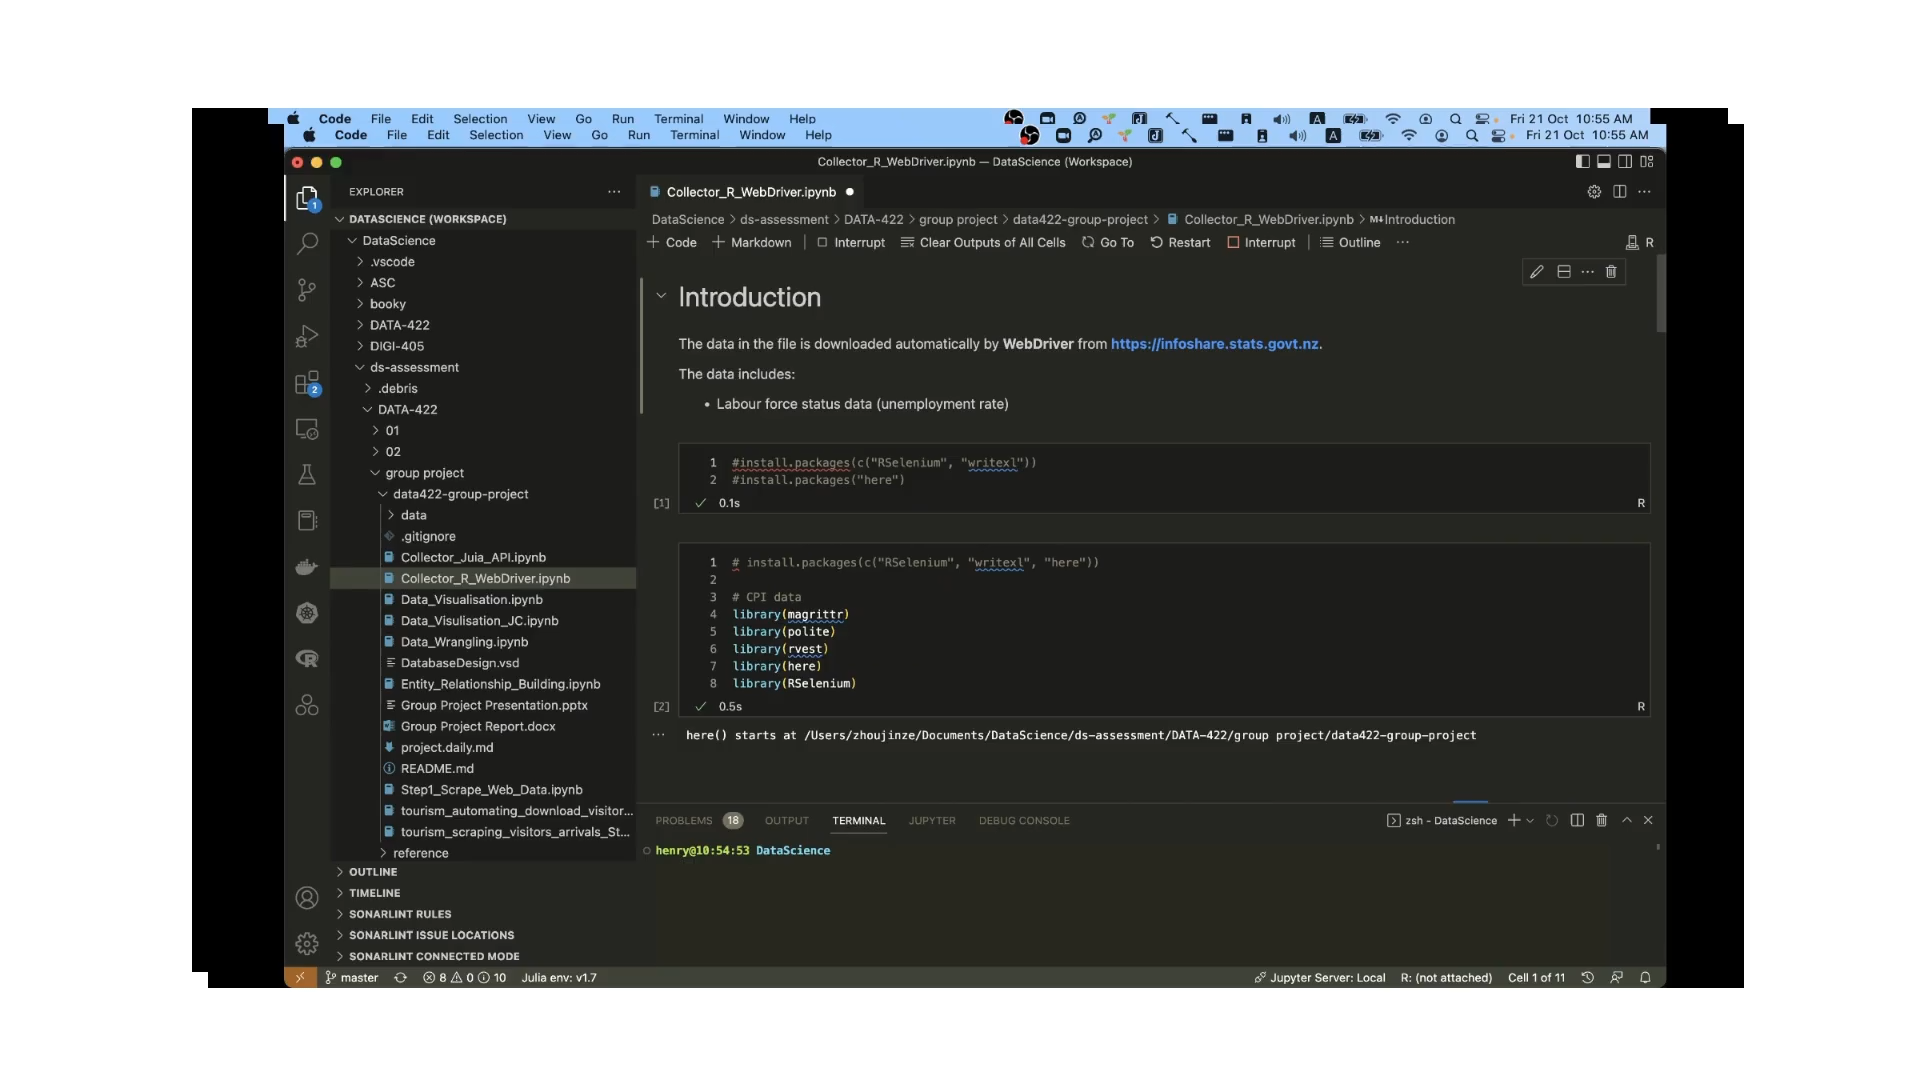 Code File Edit Selection View Go Run Terminal Window Help Fri 21 Oct 10:55 AM
Code File Edit Selection View Go Run Terminal Window Help Fri 21 Oct 10:55 AM
Collector_R_WebDriver.ipynb — DataScience (Workspace)
EXPLORER
DATASCIENCE (WORKSPACE)
DataScience
.vscode
ASC
booky
DATA-422
DIGI-405
ds-assessment
.debris
DATA-422
01
02
group project
data422-group-project
data
.gitignore
Collector_Juia_API.ipynb
Collector_R_WebDriver.ipynb
Data_Visualisation.ipynb
Data_Visulisation_JC.ipynb
Data_Wrangling.ipynb
DatabaseDesign.vsd
Entity_Relationship_Building.ipynb
Group Project Presentation.pptx
Group Project Report.docx
project.daily.md
README.md
Step1_Scrape_Web_Data.ipynb
tourism_automating_download_visitor...
tourism_scraping_visitors_arrivals_St...
reference
OUTLINE
TIMELINE
SONARLINT RULES
SONARLINT ISSUE LOCATIONS
SONARLINT CONNECTED MODE
1
2
Collector_R_WebDriver.ipynb
DataScience > ds-assessment > DATA-422 > group project > data422-group-project > Collector_R_WebDriver.ipynb > M↓Introduction
+ Code + Markdown Interrupt Clear Outputs of All Cells Go To Restart Interrupt Outline ... R
Introduction
The data in the file is downloaded automatically by WebDriver from https://infoshare.stats.govt.nz.
The data includes:
• Labour force status data (unemployment rate)
1 #install.packages(c("RSelenium", "writexl"))
2 #install.packages("here")
[1] ✓ 0.1s R
1 # install.packages(c("RSelenium", "writexl", "here"))
2
3 # CPI data
4 library(magrittr)
5 library(polite)
6 library(rvest)
7 library(here)
8 library(RSelenium)
[2] ✓ 0.5s R
... here() starts at /Users/zhoujinze/Documents/DataScience/ds-assessment/DATA-422/group project/data422-group-project
PROBLEMS 18 OUTPUT TERMINAL JUPYTER DEBUG CONSOLE zsh - DataScience
henry@10:54:53 DataScience
master 8 0 10 Julia env: v1.7 Jupyter Server: Local R: (not attached) Cell 1 of 11